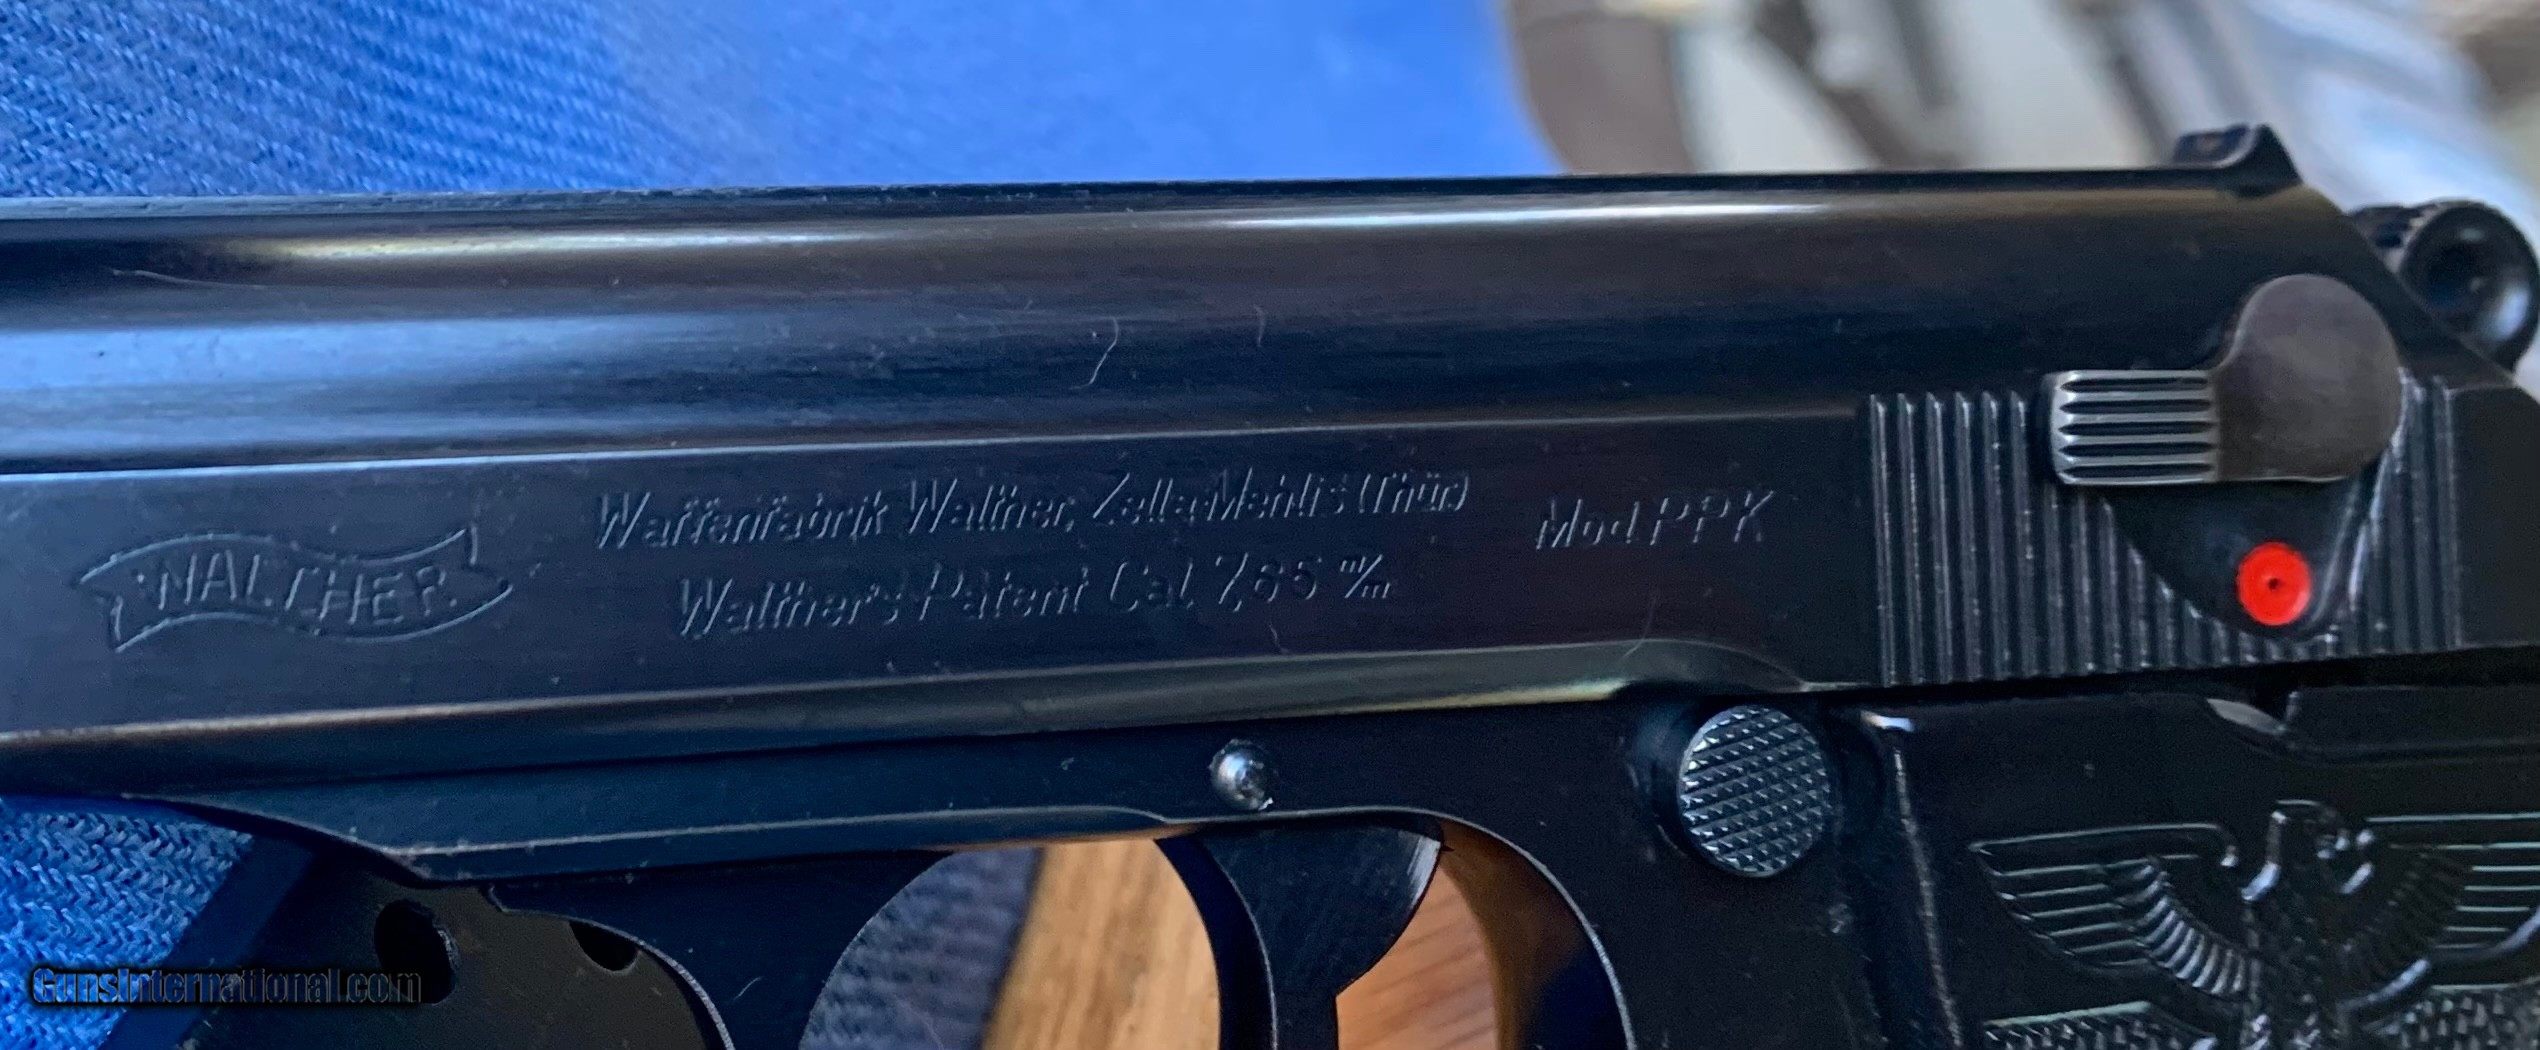 WALTHER
Waffenfabrik Walther, Zella-Mehlis (Thür)
Walther's Patent Cal. 7,65 m/m
Mod. PPK
GunsInternational.com